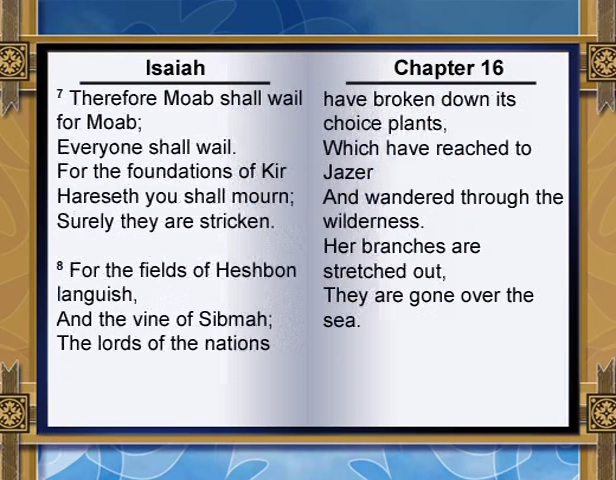 Isaiah
⁷ Therefore Moab shall wail
for Moab;
Everyone shall wail.
For the foundations of Kir
Hareseth you shall mourn;
Surely they are stricken.
⁸ For the fields of Heshbon
languish,
And the vine of Sibmah;
The lords of the nations
Chapter 16
have broken down its
choice plants,
Which have reached to
Jazer
And wandered through the
wilderness.
Her branches are
stretched out,
They are gone over the
sea.